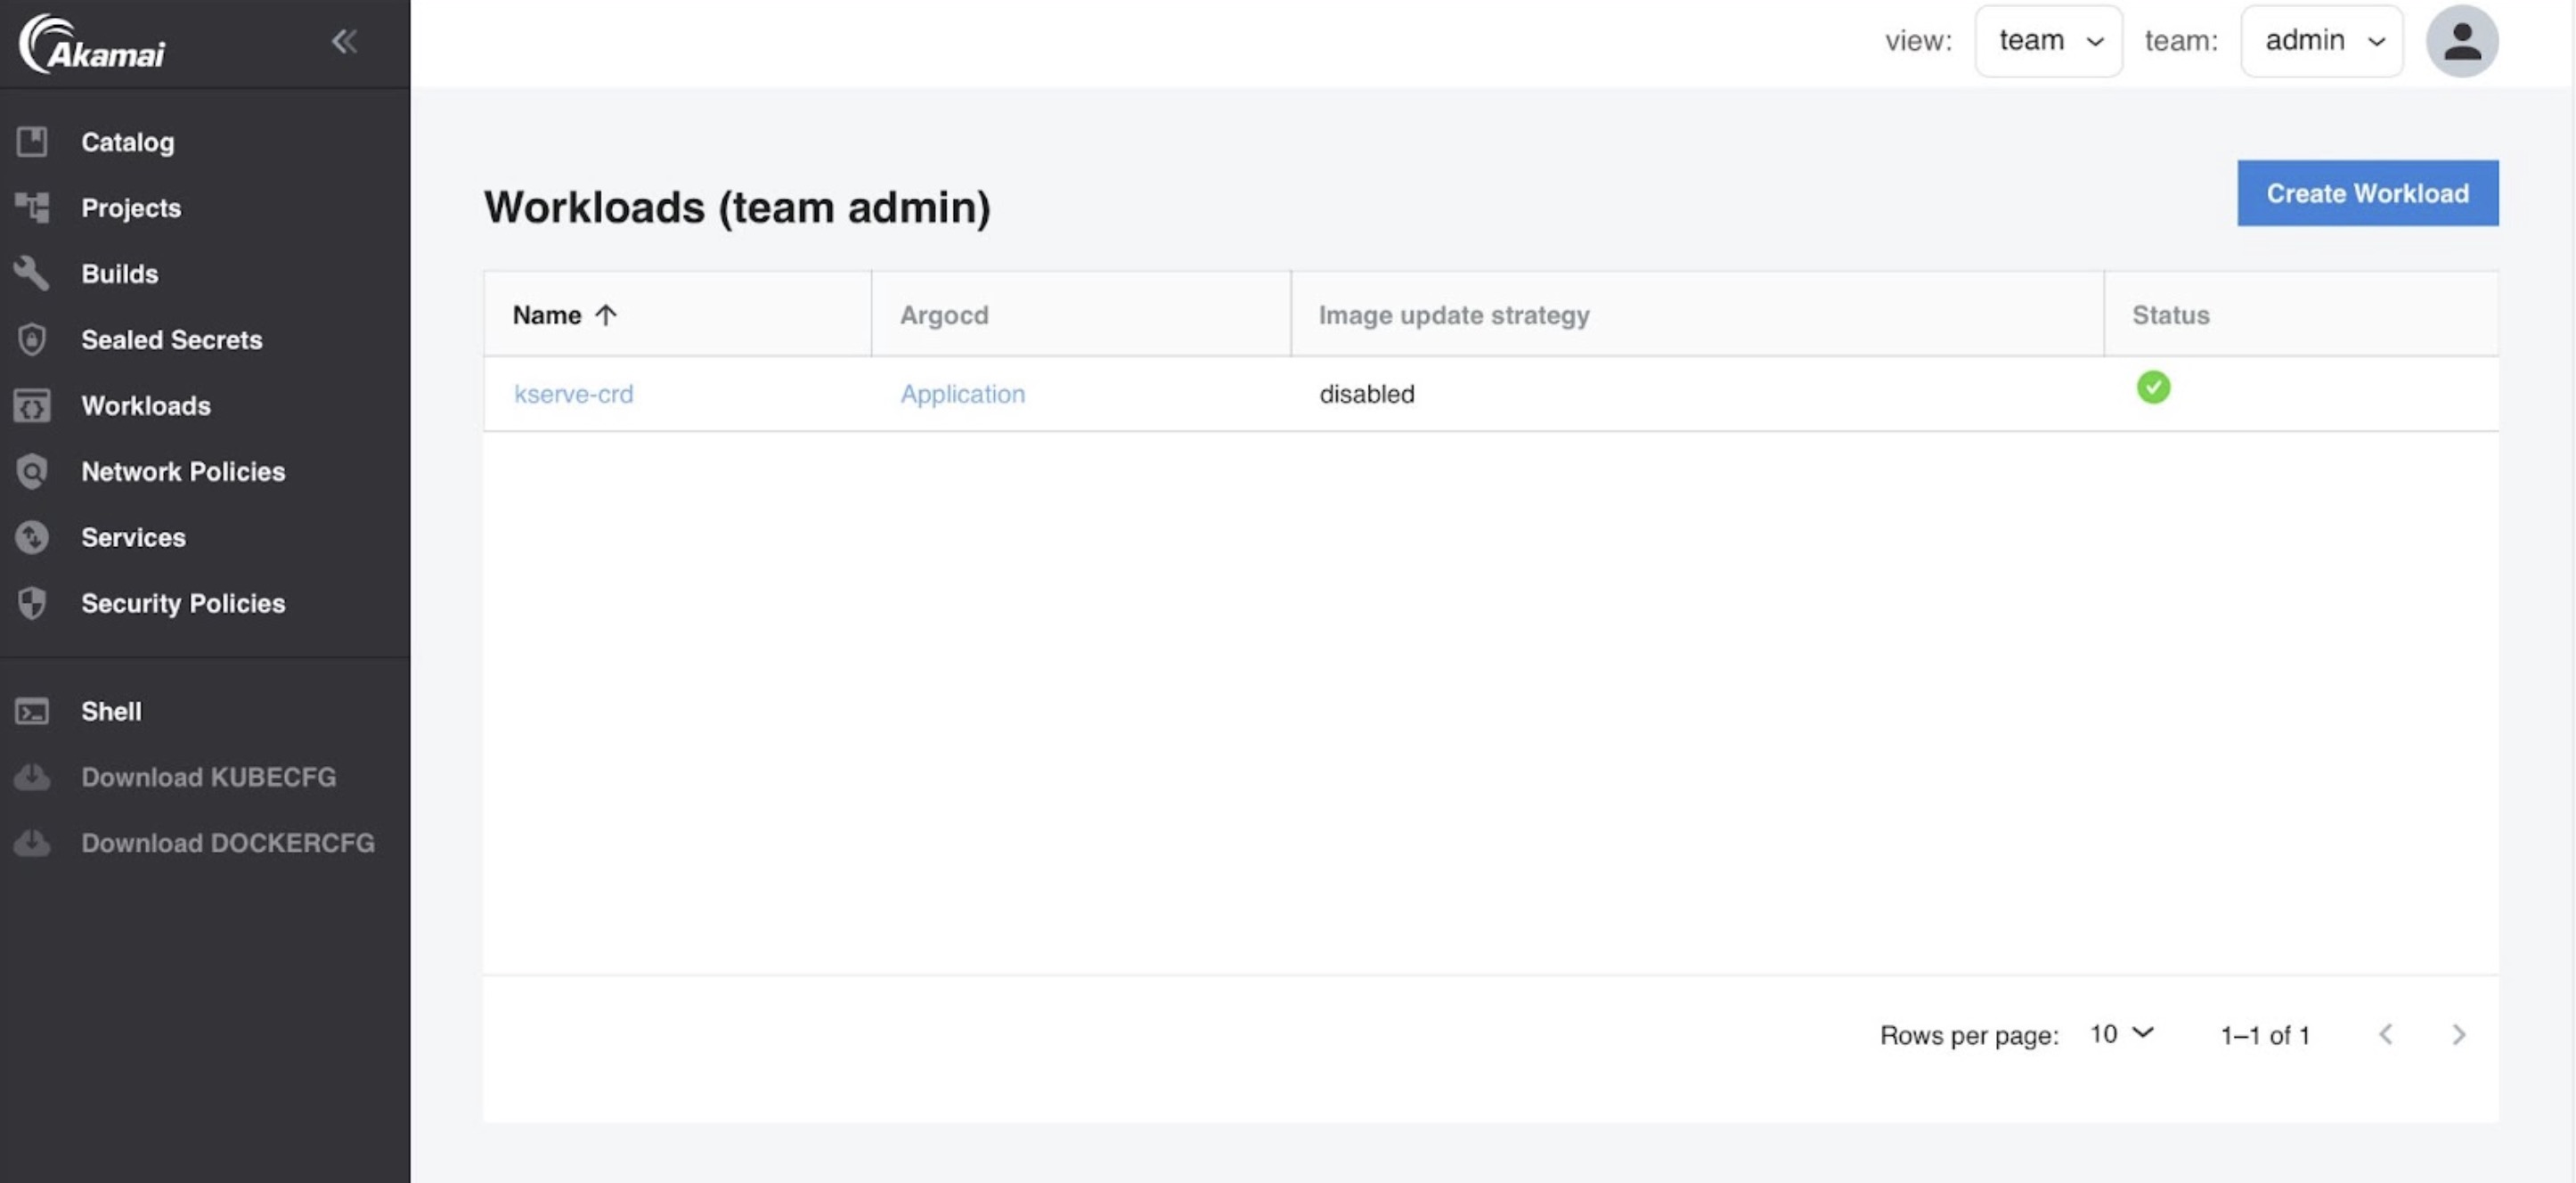 Akamai
view: team team: admin
Catalog
Projects
Builds
Sealed Secrets
Workloads
Network Policies
Services
Security Policies
Shell
Download KUBECFG
Download DOCKERCFG
Workloads (team admin)
Create Workload
Name Argocd Image update strategy Status
kserve-crd Application disabled
Rows per page: 10 1–1 of 1